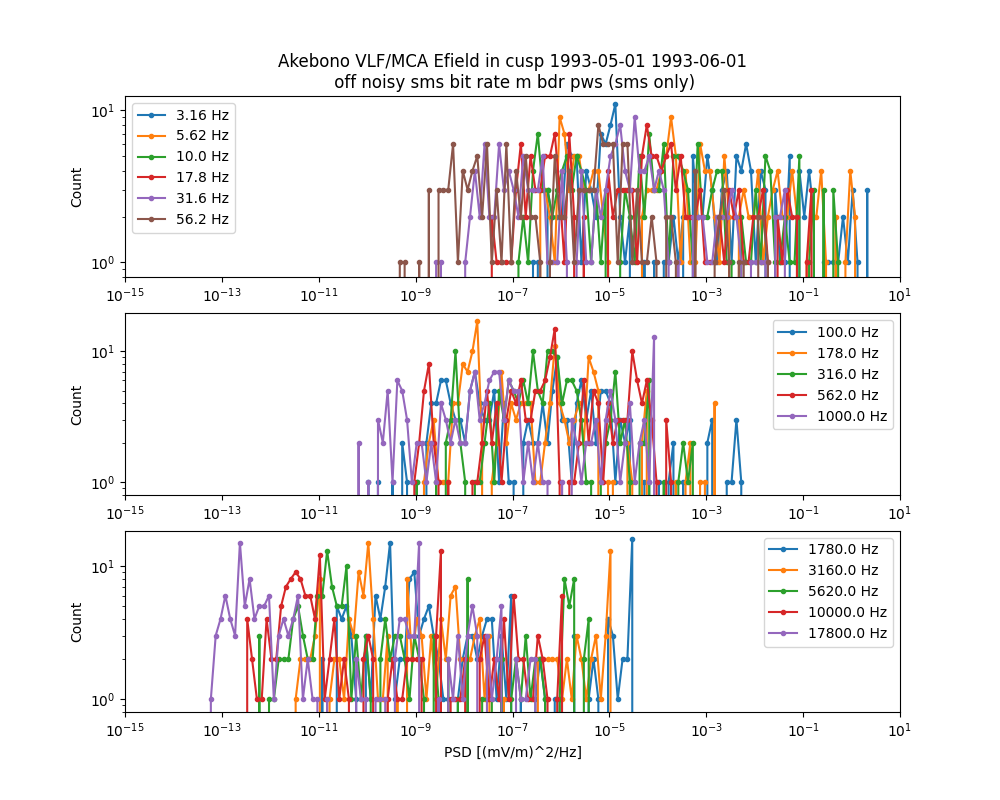 Akebono VLF/MCA Efield in cusp 1993-05-01 1993-06-01
off noisy sms bit rate m bdr pws (sms only)
Count
10^1
10^0
3.16 Hz
5.62 Hz
10.0 Hz
17.8 Hz
31.6 Hz
56.2 Hz
10^-15 10^-13 10^-11 10^-9 10^-7 10^-5 10^-3 10^-1 10^1
Count
10^1
10^0
100.0 Hz
178.0 Hz
316.0 Hz
562.0 Hz
1000.0 Hz
10^-15 10^-13 10^-11 10^-9 10^-7 10^-5 10^-3 10^-1 10^1
Count
10^1
10^0
1780.0 Hz
3160.0 Hz
5620.0 Hz
10000.0 Hz
17800.0 Hz
10^-15 10^-13 10^-11 10^-9 10^-7 10^-5 10^-3 10^-1 10^1
PSD [(mV/m)^2/Hz]